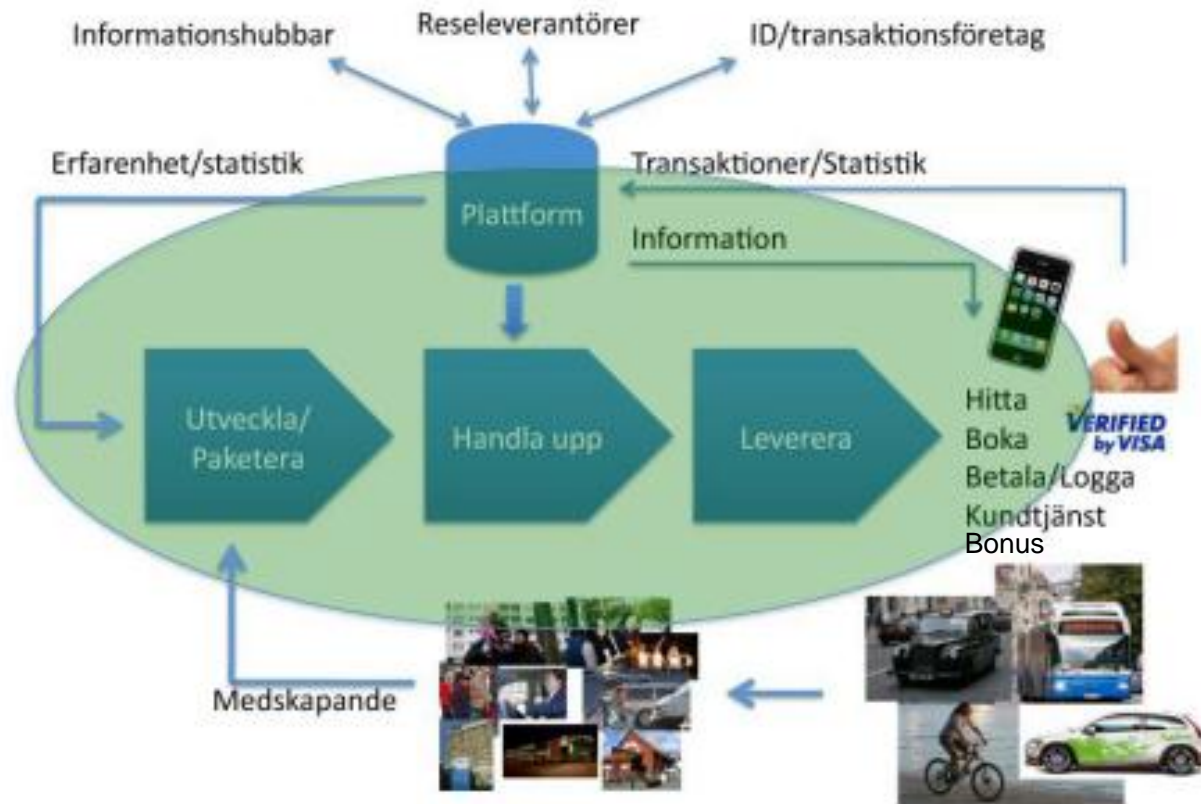 Informationshubbar
Reseleverantörer
ID/transaktionsföretag
Erfarenhet/statistik
Transaktioner/Statistik
Plattform
Information
Utveckla/
Paketera
Handla upp
Leverera
Hitta
Boka
Betala/Logga
Kundtjänst
Bonus
VERIFIED
by VISA
Medskapande